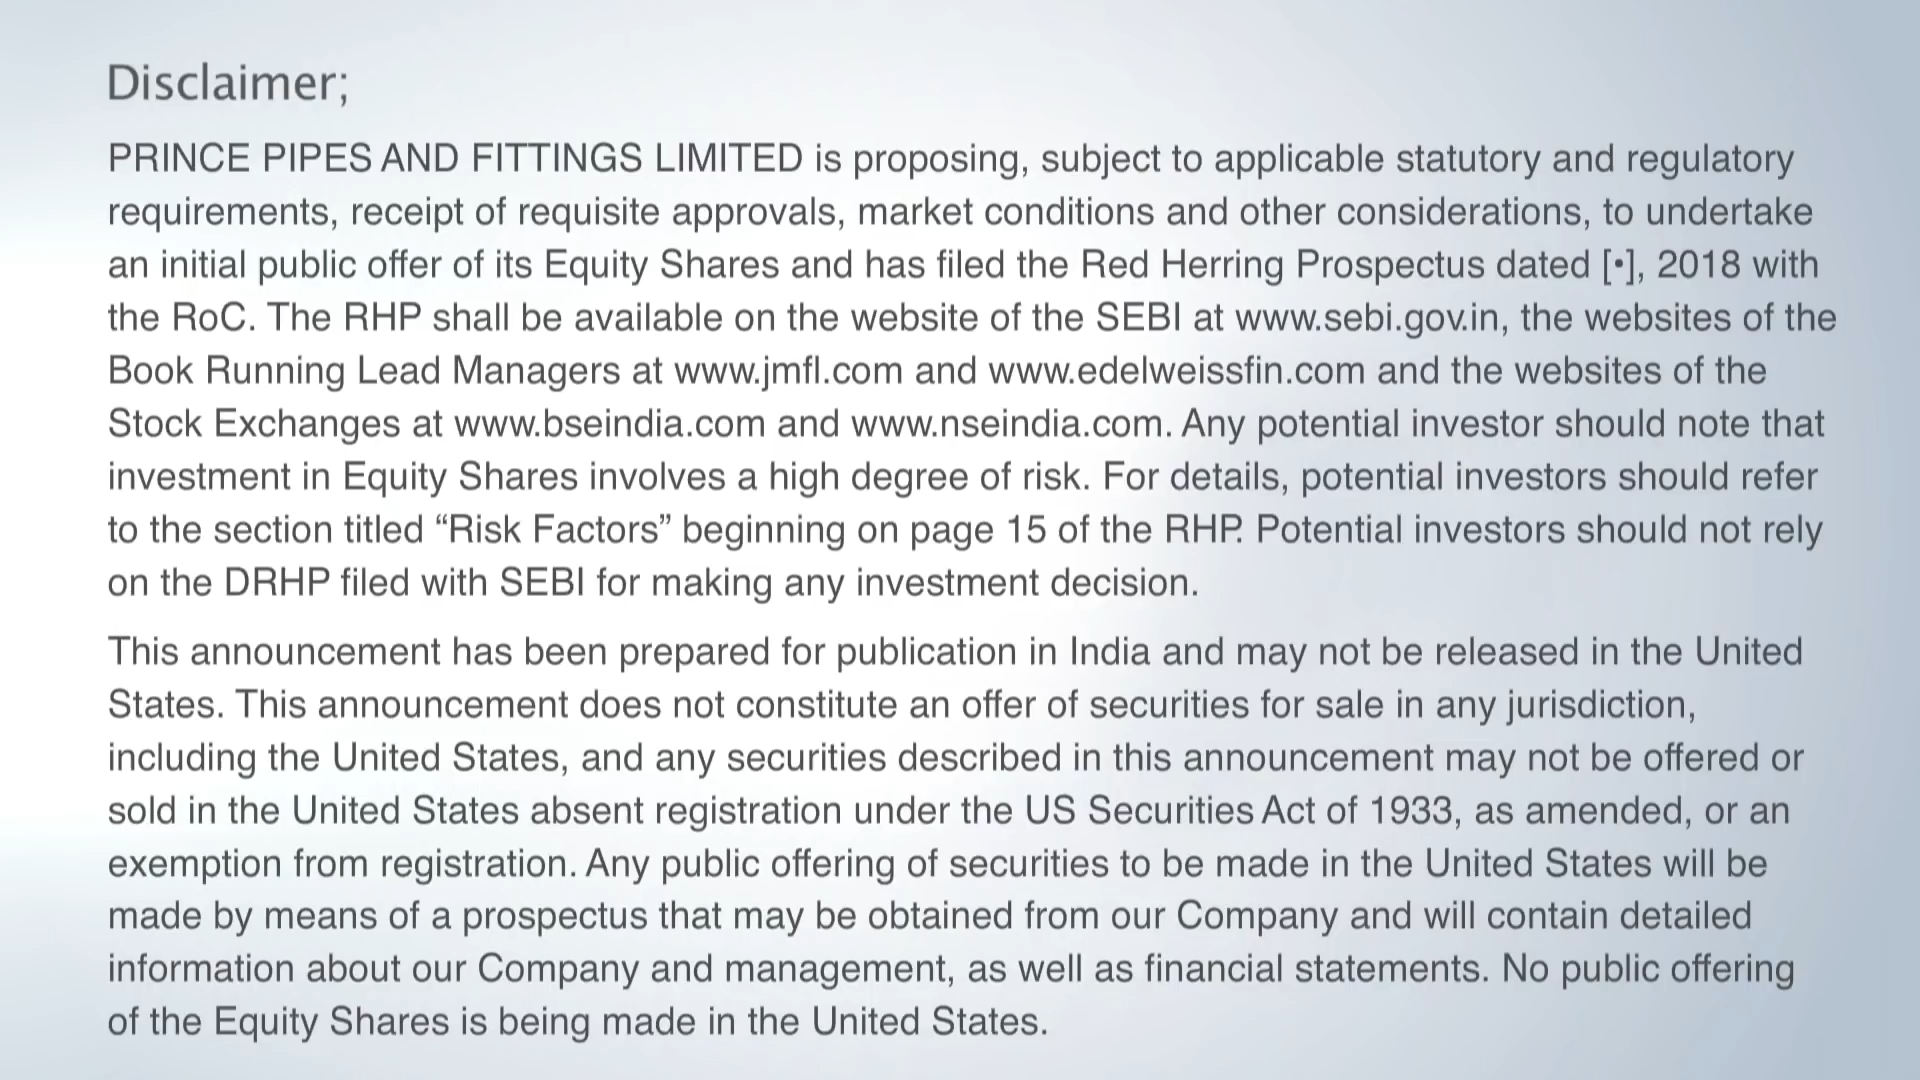 Disclaimer;
PRINCE PIPES AND FITTINGS LIMITED is proposing, subject to applicable statutory and regulatory
requirements, receipt of requisite approvals, market conditions and other considerations, to undertake
an initial public offer of its Equity Shares and has filed the Red Herring Prospectus dated [•], 2018 with
the RoC. The RHP shall be available on the website of the SEBI at www.sebi.gov.in, the websites of the
Book Running Lead Managers at www.jmfl.com and www.edelweissfin.com and the websites of the
Stock Exchanges at www.bseindia.com and www.nseindia.com. Any potential investor should note that
investment in Equity Shares involves a high degree of risk. For details, potential investors should refer
to the section titled “Risk Factors” beginning on page 15 of the RHP. Potential investors should not rely
on the DRHP filed with SEBI for making any investment decision.
This announcement has been prepared for publication in India and may not be released in the United
States. This announcement does not constitute an offer of securities for sale in any jurisdiction,
including the United States, and any securities described in this announcement may not be offered or
sold in the United States absent registration under the US Securities Act of 1933, as amended, or an
exemption from registration. Any public offering of securities to be made in the United States will be
made by means of a prospectus that may be obtained from our Company and will contain detailed
information about our Company and management, as well as financial statements. No public offering
of the Equity Shares is being made in the United States.